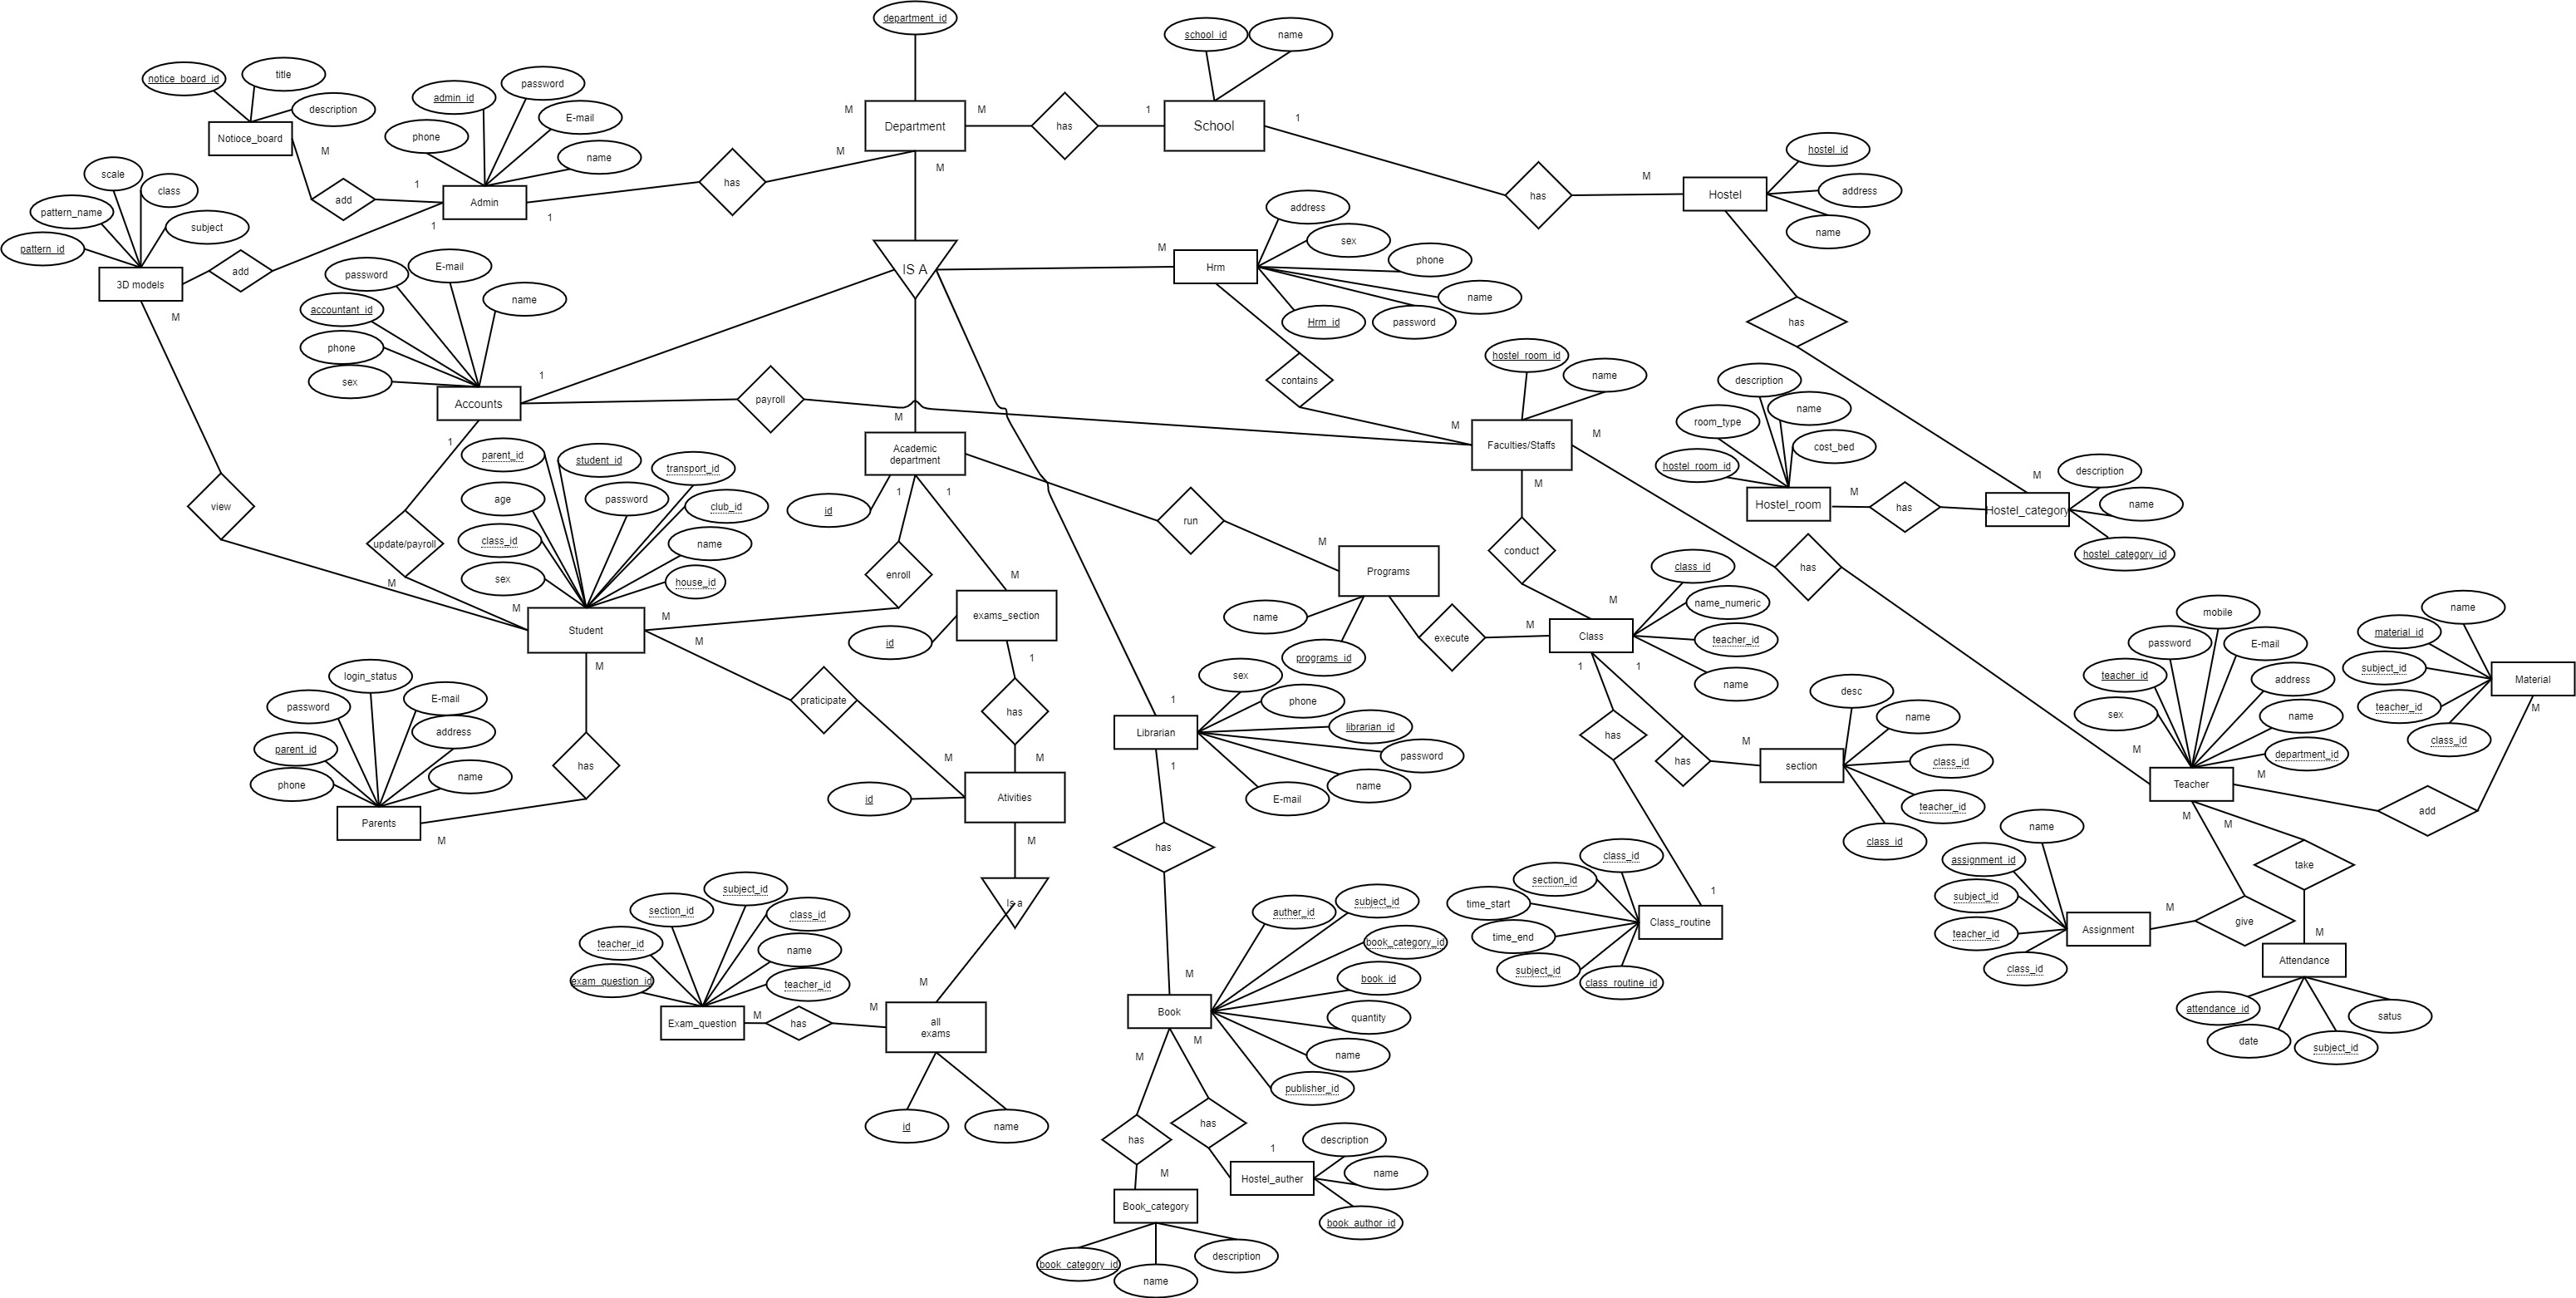 department_id
school_id
name
notice_board_id
title
description
Notioce_board
admin_id
password
E-mail
phone
name
Admin
M
add
1
1
1
has
M
M
Department
M
has
1
School
1
M
has
M
Hostel
hostel_id
address
name
scale
class
pattern_name
subject
pattern_id
3D models
add
M
IS A
M
Hrm
address
sex
phone
name
Hrm_id
password
has
password
E-mail
accountant_id
name
phone
sex
Accounts
1
1
payroll
contains
hostel_room_id
name
Faculties/Staffs
M
M
M
description
room_type
name
cost_bed
hostel_room_id
Hostel_room
M
has
M
Hostel_category
description
name
hostel_category_id
view
update/payroll
M
M
parent_id
student_id
transport_id
age
password
club_id
class_id
name
sex
house_id
Student
M
M
M
M
Academic
department
id
1
1
enroll
M
exams_section
id
1
run
M
Programs
name
programs_id
execute
M
conduct
M
Class
class_id
name_numeric
teacher_id
name
1
1
has
login_status
password
E-mail
parent_id
address
phone
name
Parents
M
has
praticipate
M
has
M
Ativities
id
M
Is a
sex
phone
librarian_id
password
name
E-mail
Librarian
1
1
has
has
has
M
section
desc
name
class_id
teacher_id
class_id
mobile
password
E-mail
teacher_id
address
sex
name
department_id
Teacher
M
M
M
M
name
material_id
subject_id
teacher_id
class_id
Material
M
add
subject_id
section_id
class_id
teacher_id
name
exam_question_id
teacher_id
Exam_question
M
has
M
M
all
exams
id
name
auther_id
subject_id
book_category_id
book_id
quantity
name
publisher_id
Book
M
M
M
has
has
1
M
Hostel_auther
description
name
book_author_id
Book_category
book_category_id
name
description
class_id
section_id
time_start
time_end
subject_id
class_routine_id
Class_routine
1
name
assignment_id
subject_id
teacher_id
class_id
Assignment
M
give
take
M
Attendance
attendance_id
date
subject_id
satus